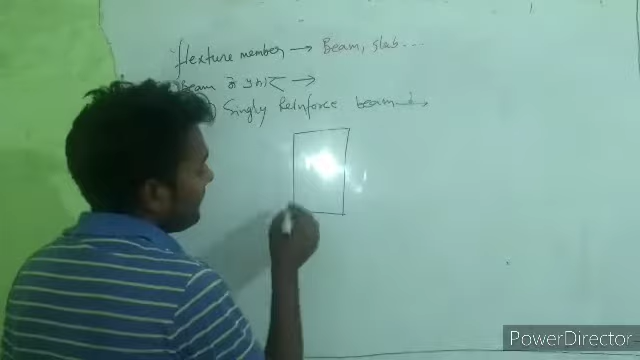 flexture member → Beam, slab...
Beam के प्रकार →
Singly Reinforce beam →
PowerDirector